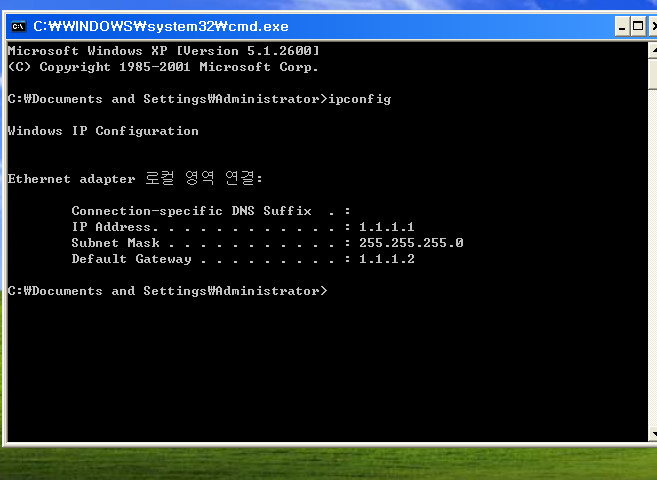 C:₩WINDOWS₩system32₩cmd.exe
Microsoft Windows XP [Version 5.1.2600]
(C) Copyright 1985-2001 Microsoft Corp.
C:₩Documents and Settings₩Administrator>ipconfig
Windows IP Configuration
Ethernet adapter 로컬 영역 연결:
Connection-specific DNS Suffix . :
IP Address. . . . . . . . . . . . : 1.1.1.1
Subnet Mask . . . . . . . . . . . : 255.255.255.0
Default Gateway . . . . . . . . . : 1.1.1.2
C:₩Documents and Settings₩Administrator>